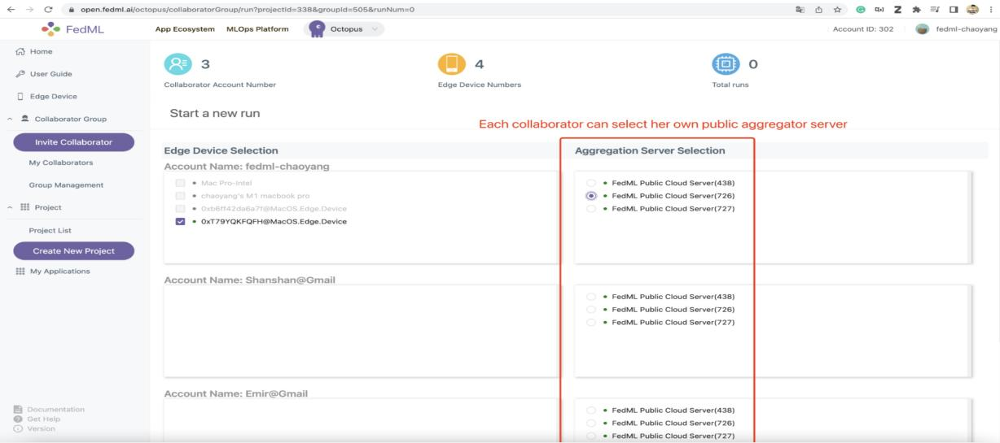 open.fedml.ai/octopus/collaboratorGroup/run?projectId=338&groupId=505&runNum=0
FedML
App Ecosystem MLOps Platform Octopus
Account ID: 302 fedml-chaoyang
Home
User Guide
Edge Device
Collaborator Group
Invite Collaborator
My Collaborators
Group Management
Project
Project List
Create New Project
My Applications
Documentation
Get Help
Version
3
Collaborator Account Number
4
Edge Device Numbers
0
Total runs
Start a new run
Each collaborator can select her own public aggregator server
Edge Device Selection
Aggregation Server Selection
Account Name: fedml-chaoyang
Mac Pro-Intel
chaoyang's M1 macbook pro
0xb6ff42da6a7f@MacOS.Edge.Device
0xT79YQKFQFH@MacOS.Edge.Device
FedML Public Cloud Server(438)
FedML Public Cloud Server(726)
FedML Public Cloud Server(727)
Account Name: Shanshan@Gmail
FedML Public Cloud Server(438)
FedML Public Cloud Server(726)
FedML Public Cloud Server(727)
Account Name: Emir@Gmail
FedML Public Cloud Server(438)
FedML Public Cloud Server(726)
FedML Public Cloud Server(727)